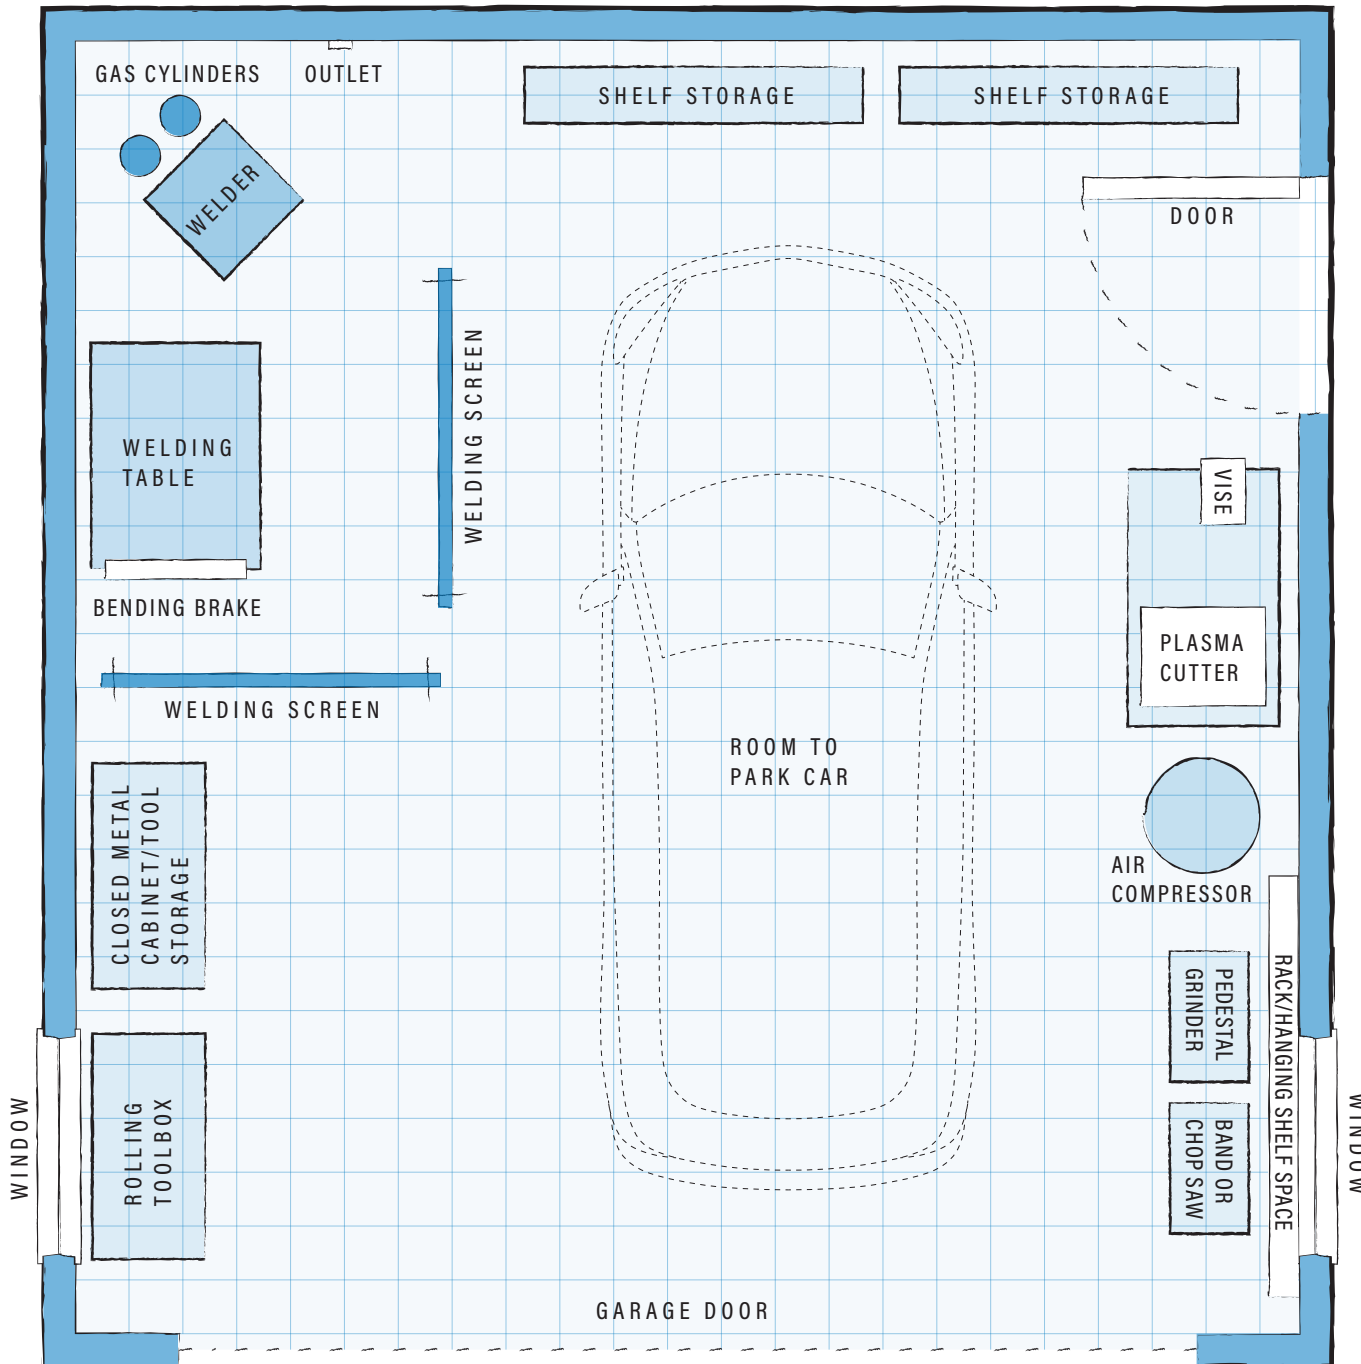 GAS CYLINDERS
OUTLET
SHELF STORAGE
SHELF STORAGE
WELDER
DOOR
WELDING SCREEN
WELDING
TABLE
VISE
BENDING BRAKE
PLASMA
CUTTER
WELDING SCREEN
ROOM TO
PARK CAR
CLOSED METAL
CABINET/TOOL
STORAGE
AIR
COMPRESSOR
PEDESTAL
GRINDER
RACK/HANGING SHELF SPACE
WINDOW
ROLLING
TOOLBOX
BAND OR
CHOP SAW
WINDOW
GARAGE DOOR